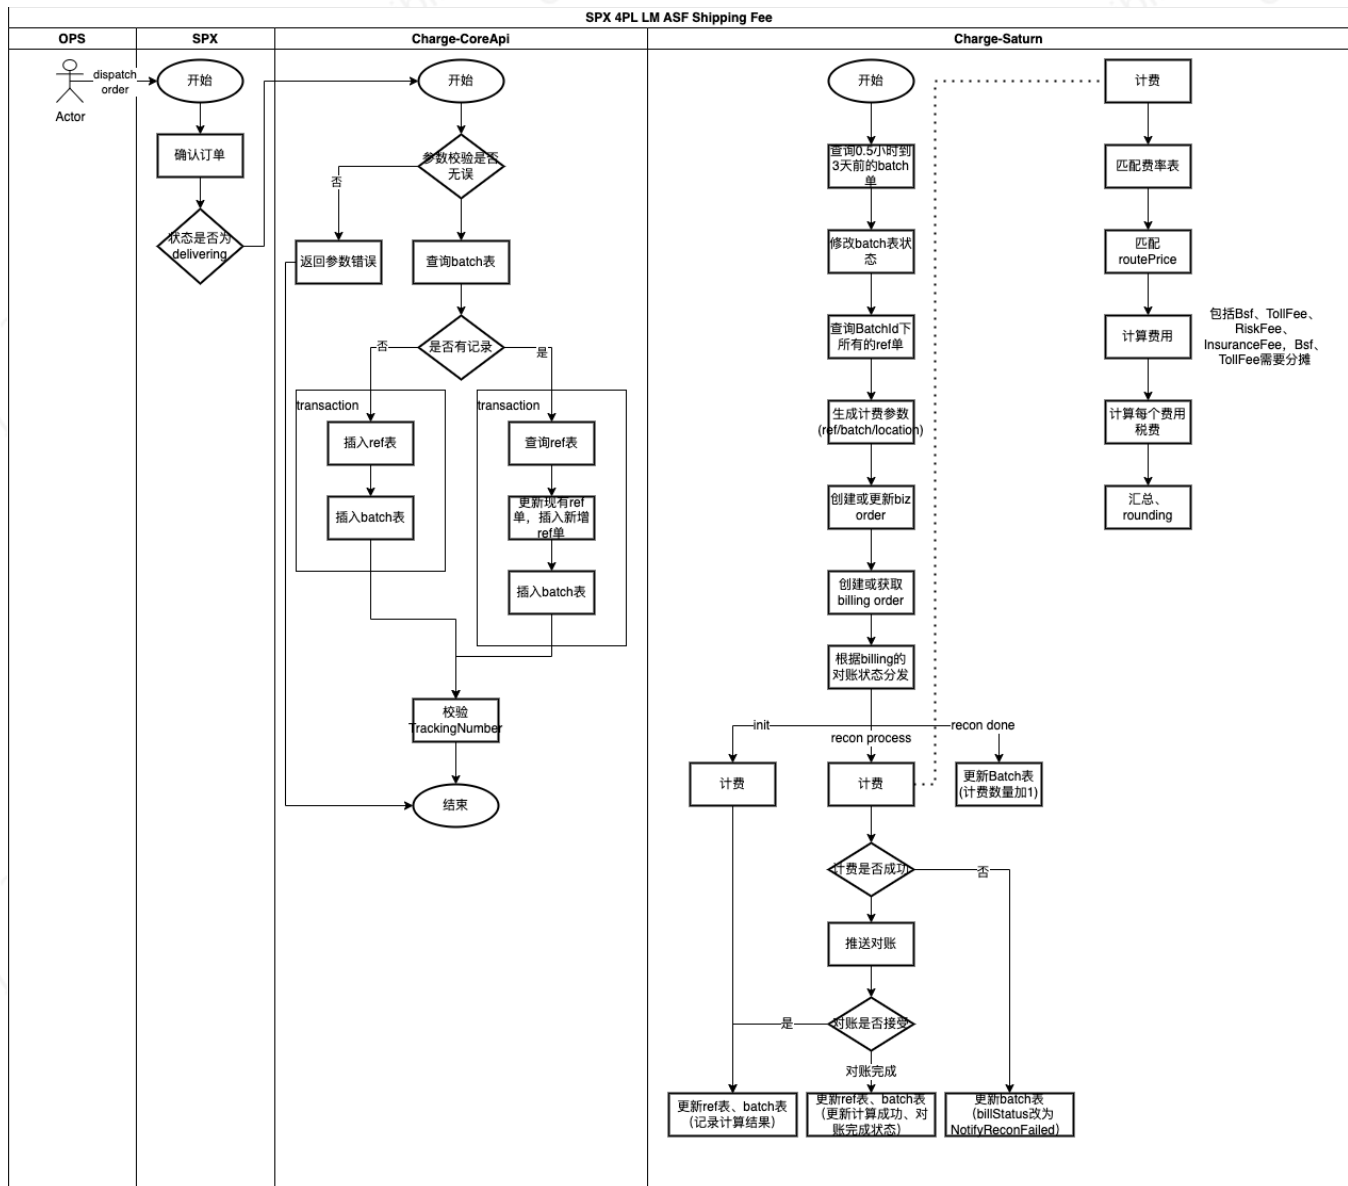 SPX 4PL LM ASF Shipping Fee
OPS
SPX
Charge-CoreApi
Charge-Saturn
Actor
dispatch
order
开始
确认订单
状态是否为
delivering
开始
参数校验是否
无误
否
返回参数错误
查询batch表
是否有记录
否
是
transaction
插入ref表
插入batch表
transaction
查询ref表
更新现有ref
单，插入新增
ref单
插入batch表
校验
TrackingNumber
结束
开始
查询0.5小时到
3天前的batch
单
修改batch表状
态
查询BatchId下
所有的ref单
生成计费参数
(ref/batch/location)
创建或更新biz
order
创建或获取
billing order
根据billing的
对账状态分发
init
recon process
recon done
计费
计费
更新Batch表
(计费数量加1)
计费是否成功
否
推送对账
对账是否接受
是
对账完成
更新ref表、batch表
（记录计算结果）
更新ref表、batch表
（更新计算成功、对
账完成状态）
更新batch表
（billStatus改为
NotifyReconFailed）
计费
匹配费率表
匹配
routePrice
计算费用
包括Bsf、TollFee、
RiskFee、
InsuranceFee，Bsf、
TollFee需要分摊
计算每个费用
税费
汇总、
rounding